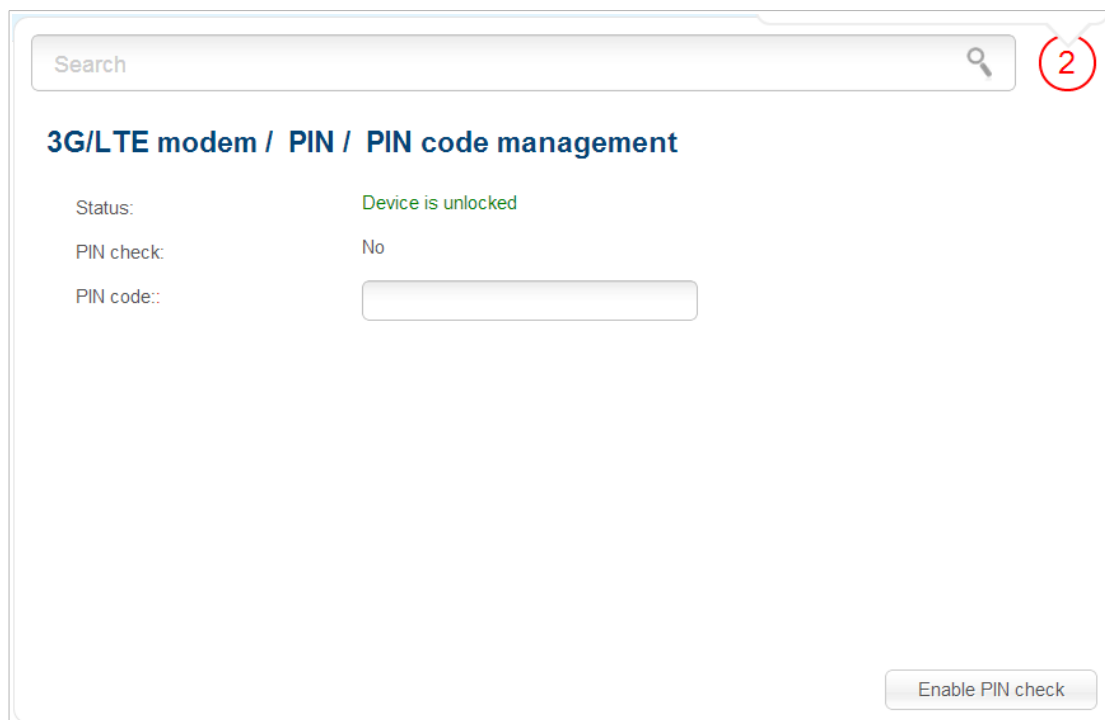 Search
2
3G/LTE modem / PIN / PIN code management
Status: Device is unlocked
PIN check: No
PIN code::
Enable PIN check